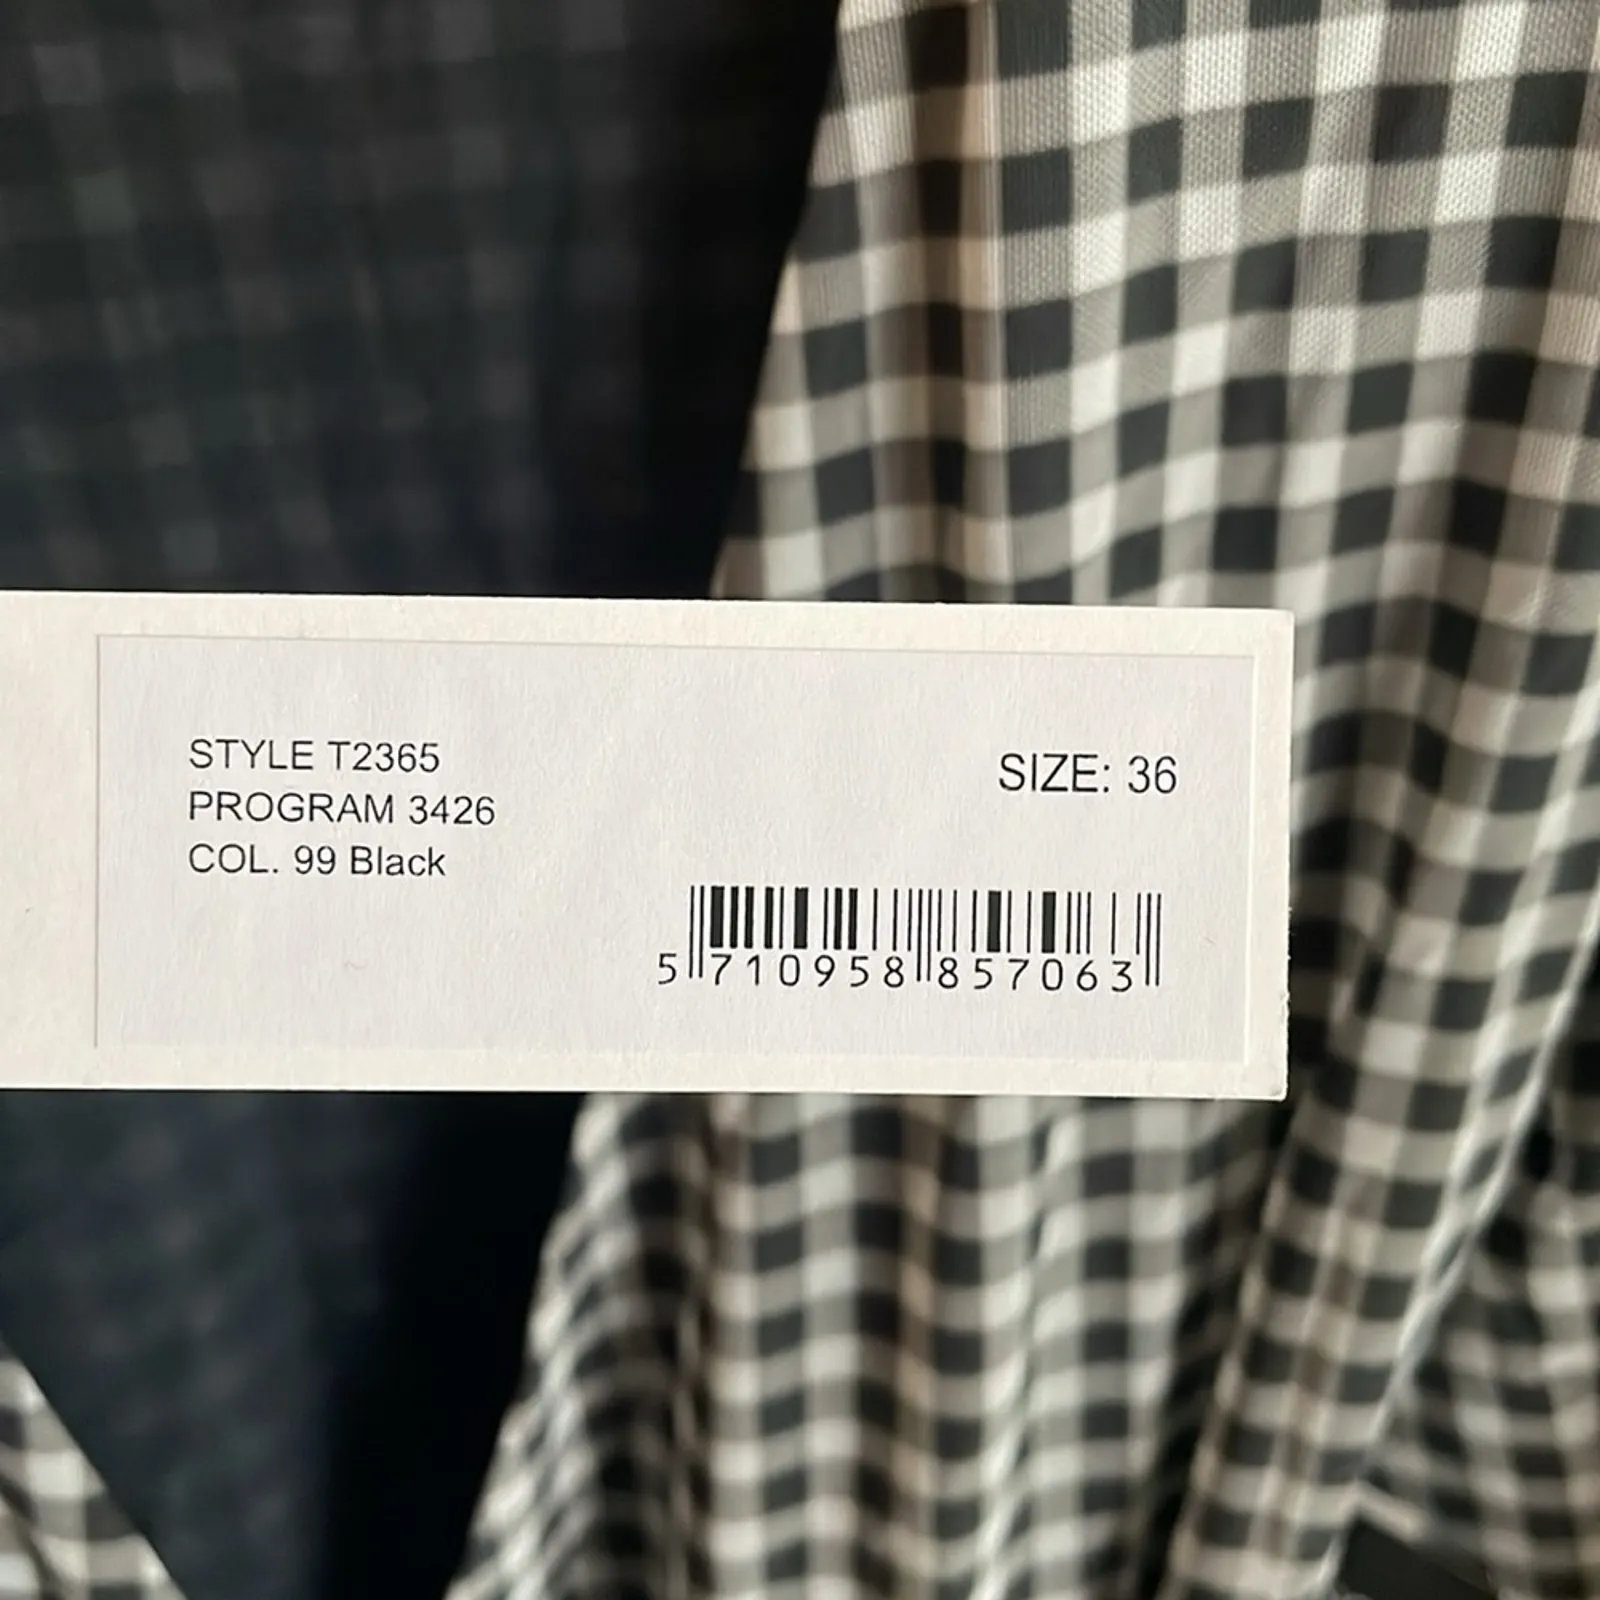 STYLE T2365
PROGRAM 3426
COL. 99 Black
SIZE: 36
5 710958 857063